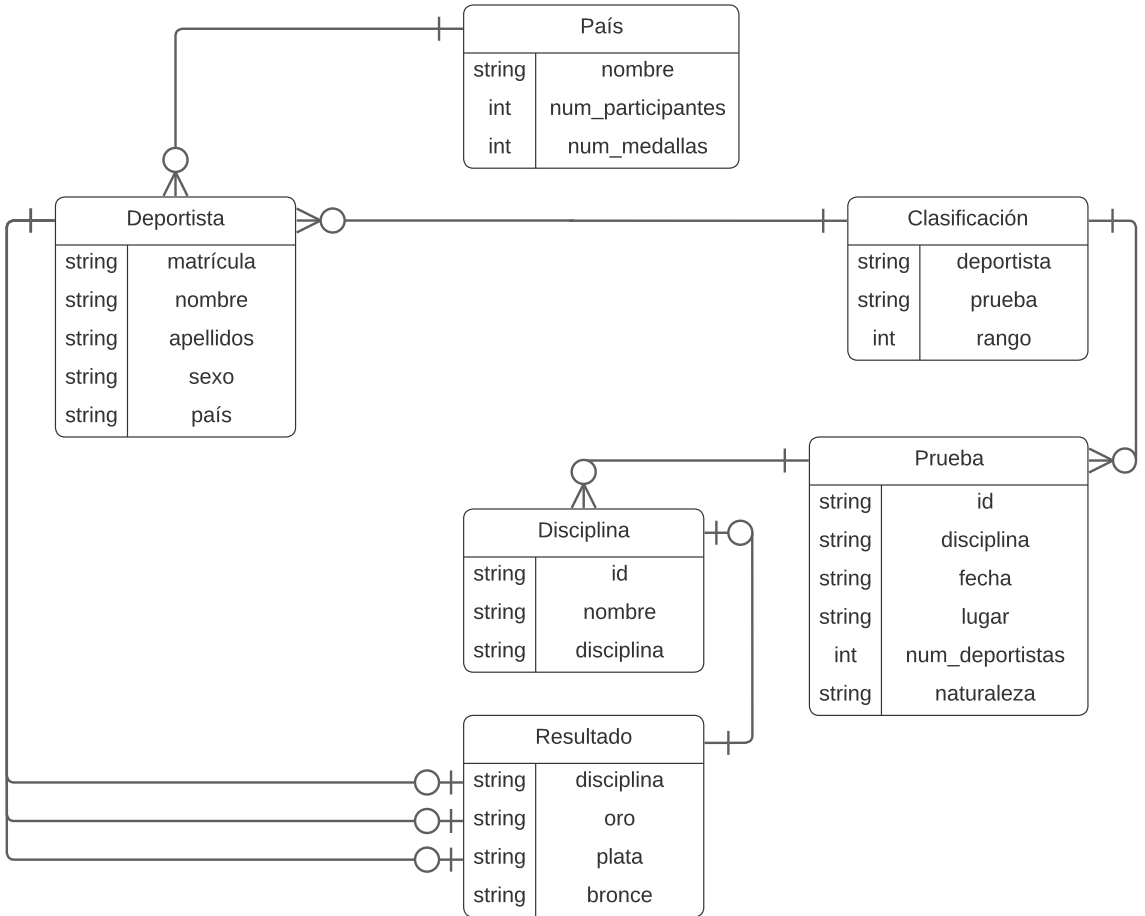 País
string nombre
int num_participantes
int num_medallas
Deportista
string matrícula
string nombre
string apellidos
string sexo
string país
Clasificación
string deportista
string prueba
int rango
Prueba
string id
string disciplina
string fecha
string lugar
int num_deportistas
string naturaleza
Disciplina
string id
string nombre
string disciplina
Resultado
string disciplina
string oro
string plata
string bronce